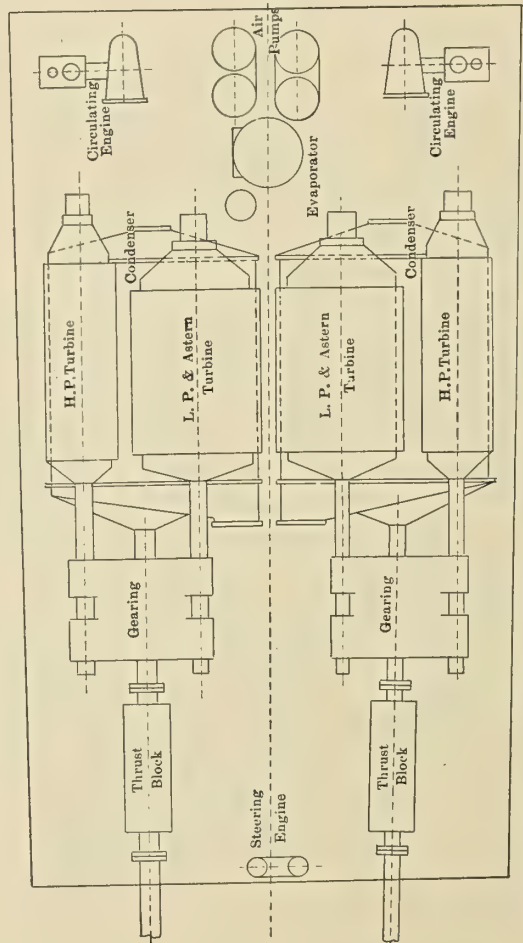 Circulating
Engine
Air
Pumps
Evaporator
Circulating
Engine
Condenser
H.P. Turbine
L. P. & Astern
Turbine
L. P. & Astern
Turbine
Condenser
H.P. Turbine
Gearing
Gearing
Thrust
Block
Thrust
Block
Steering
Engine